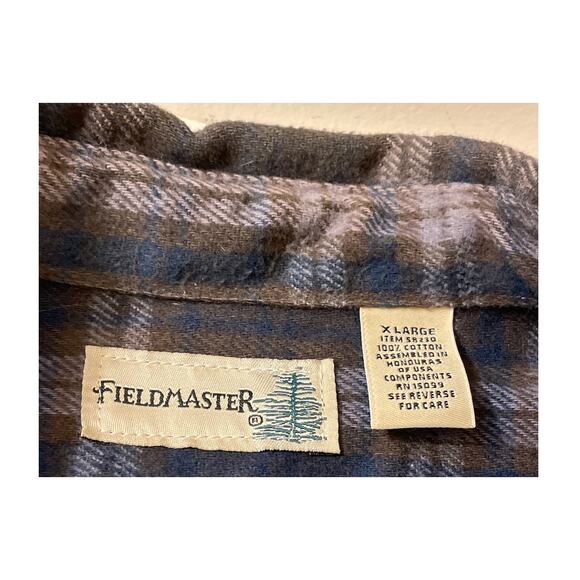 FIELDMASTER ®
X LARGE
ITEM 58230
100% COTTON
ASSEMBLED IN
HONDURAS
OF USA
COMPONENTS
RN 15099
SEE REVERSE
FOR CARE